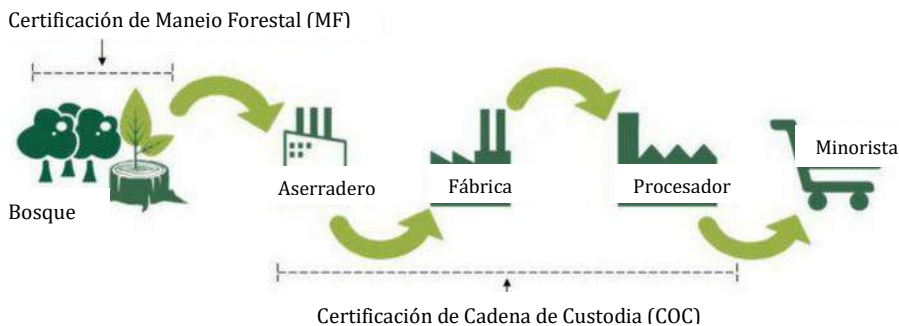 Certificación de Manejo Forestal (MF)
Minorista
Aserradero
Fábrica
Procesador
Bosque
Certificación de Cadena de Custodia (COC)